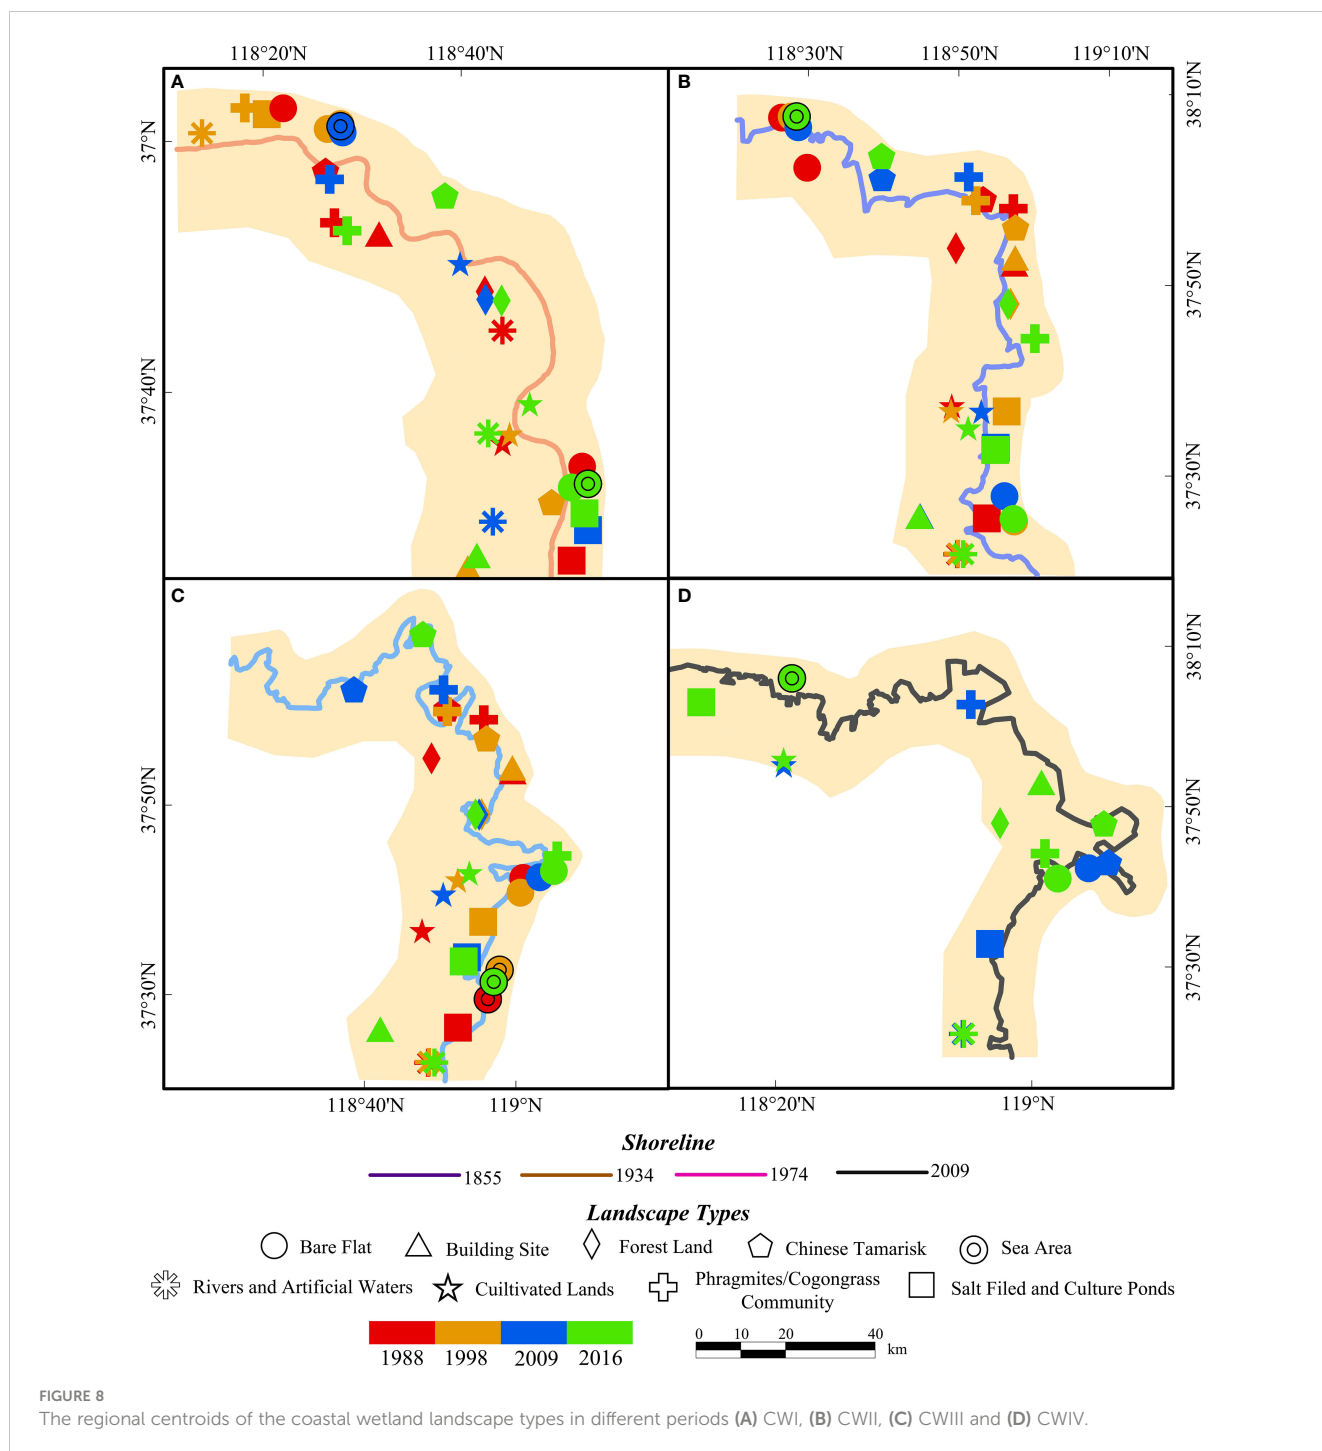 118°20'N 118°40'N 118°30'N 118°50'N 119°10'N
A
B
37°N
37°40'N
38°10'N
37°50'N
37°30'N
C
D
37°50'N
37°30'N
38°10'N
37°50'N
37°30'N
118°40'N 119°N 118°20'N 119°N
Shoreline
1855 1934 1974 2009
Landscape Types
Bare Flat Building Site Forest Land Chinese Tamarisk Sea Area
Rivers and Artificial Waters Cuiltivated Lands Phragmites/Cogongrass
Community Salt Filed and Culture Ponds
1988 1998 2009 2016
0 10 20 40
km
FIGURE 8
The regional centroids of the coastal wetland landscape types in different periods (A) CWI, (B) CWII, (C) CWIII and (D) CWIV.